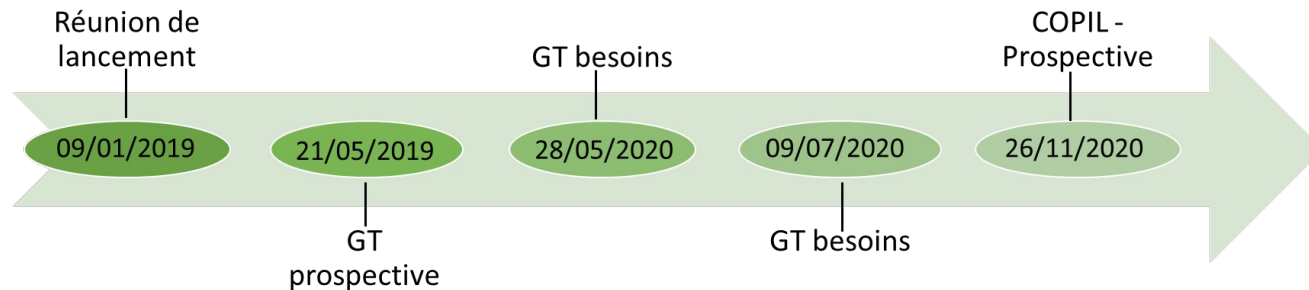 Réunion de
lancement
GT besoins
COPIL -
Prospective
09/01/2019
21/05/2019
28/05/2020
09/07/2020
26/11/2020
GT
prospective
GT besoins